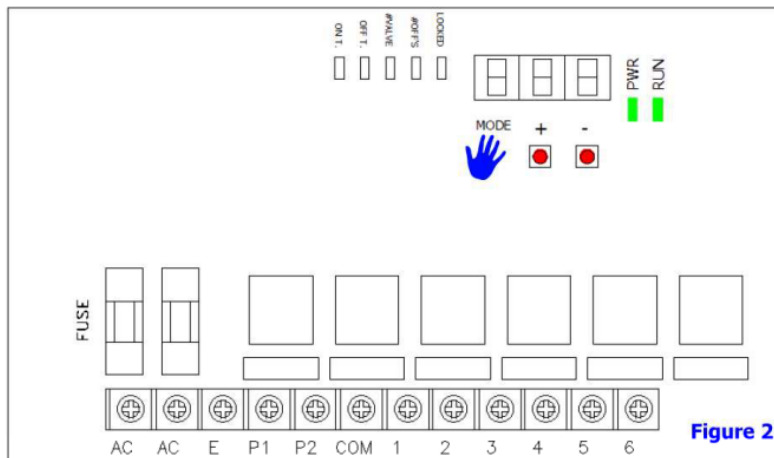 ON T.
OFF T.
#VALVE
#OFF'S
LOCKED
PWR
RUN
MODE + -
FUSE
AC AC E P1 P2 COM 1 2 3 4 5 6
Figure 2